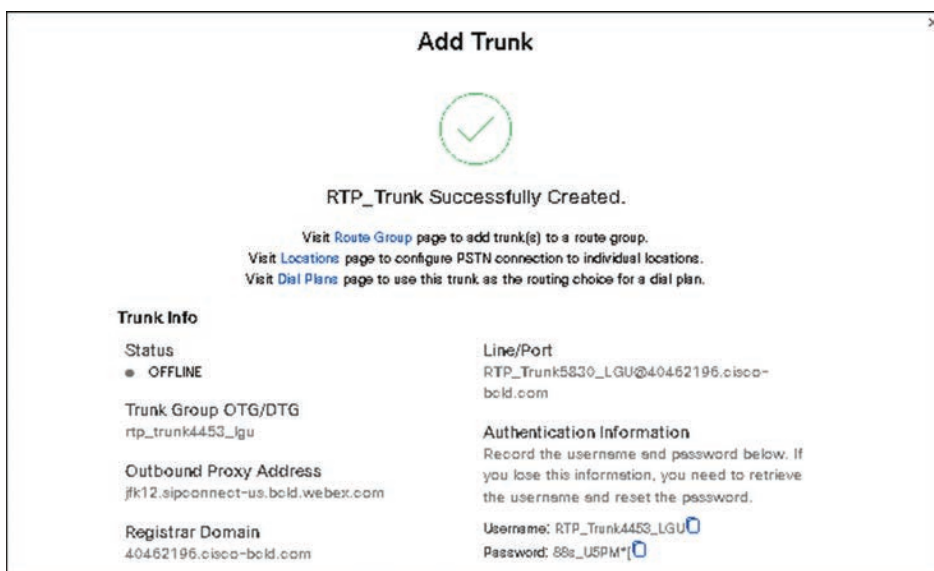 Add Trunk
RTP_Trunk Successfully Created.
Visit Route Group page to add trunk(s) to a route group.
Visit Locations page to configure PSTN connection to individual locations.
Visit Dial Plans page to use this trunk as the routing choice for a dial plan.
Trunk Info
Status
OFFLINE
Trunk Group OTG/DTG
rtp_trunk4453_lgu
Outbound Proxy Address
jfk12.sipconnect-us.bcld.webex.com
Registrar Domain
40462196.cisco-bcld.com
Line/Port
RTP_Trunk5830_LGU@40462196.cisco-
bcld.com
Authentication Information
Record the username and password below. If
you lose this information, you need to retrieve
the username and reset the password.
Username: RTP_Trunk4453_LGU
Password: